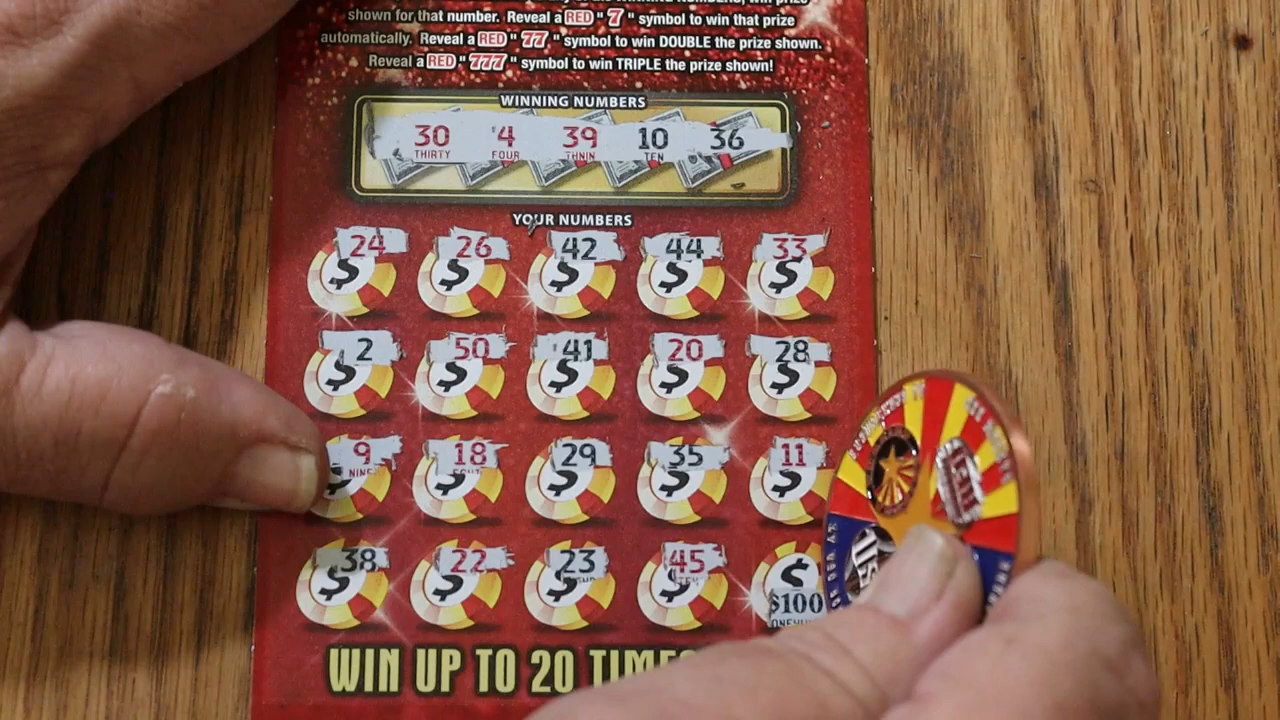 shown for that number. Reveal a RED "7" symbol to win that prize
automatically. Reveal a RED "77" symbol to win DOUBLE the prize shown.
Reveal a RED "777" symbol to win TRIPLE the prize shown!
WINNING NUMBERS
30 4 39 10 36
THIRTY FOUR THNIN TEN
YOUR NUMBERS
24 26 42 44 33
$ $ $ $ $
2 50 41 20 28
$ $ $ $ $
9 18 29 35 11
NINE
$ $ $ $ $
38 22 23 45
$ $ $ $ $
$100
WIN UP TO 20